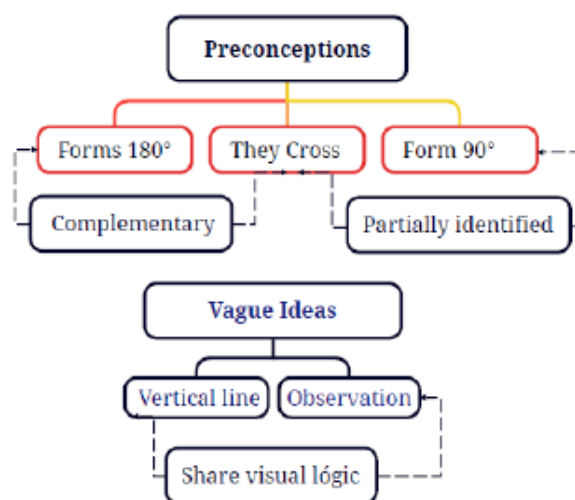 Preconceptions
Forms 180°
They Cross
Form 90°
Complementary
Partially identified
Vague Ideas
Vertical line
Observation
Share visual lógic